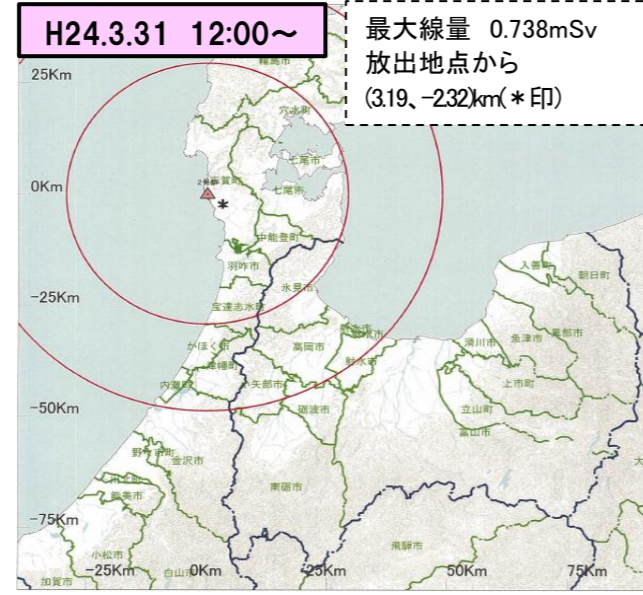 H24.3.31 12:00～
最大線量 0.738mSv
放出地点から
(3.19、-2.32)km(＊印)
輪島市
25Km
穴水町
七尾市
0Km
志賀町
七尾市
＊
中能登町
羽咋市
氷見市
-25Km
宝達志水町
入善町
朝日町
かほく市
高岡市
射水市
滑川市
魚津市
黒部市
津幡町
内灘町
小矢部市
上市町
-50Km
砺波市
立山町
富山市
野々市町
金沢市
能美市
南砺市
-75Km
飛騨市
小松市
-25Km
白山市
0Km
25Km
50Km
75Km
加賀市